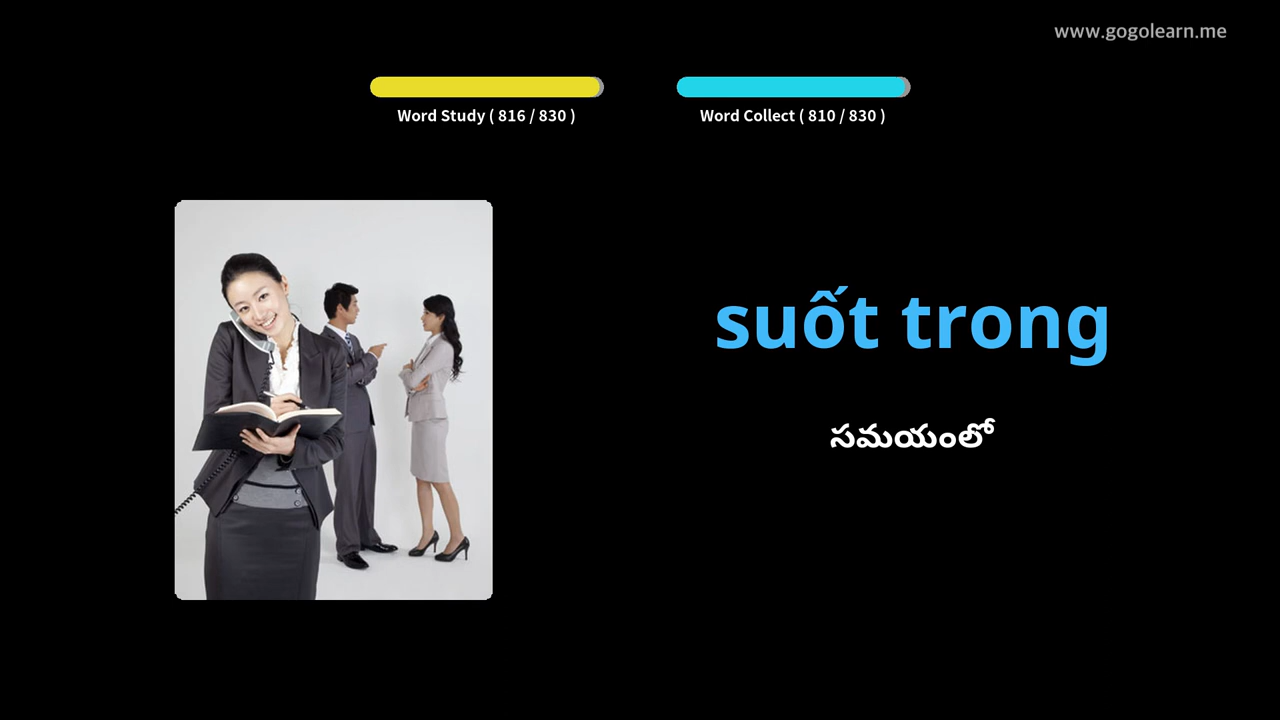 www.gogolearn.me
Word Study ( 816 / 830 )
Word Collect ( 810 / 830 )
suốt trong
సమయంలో